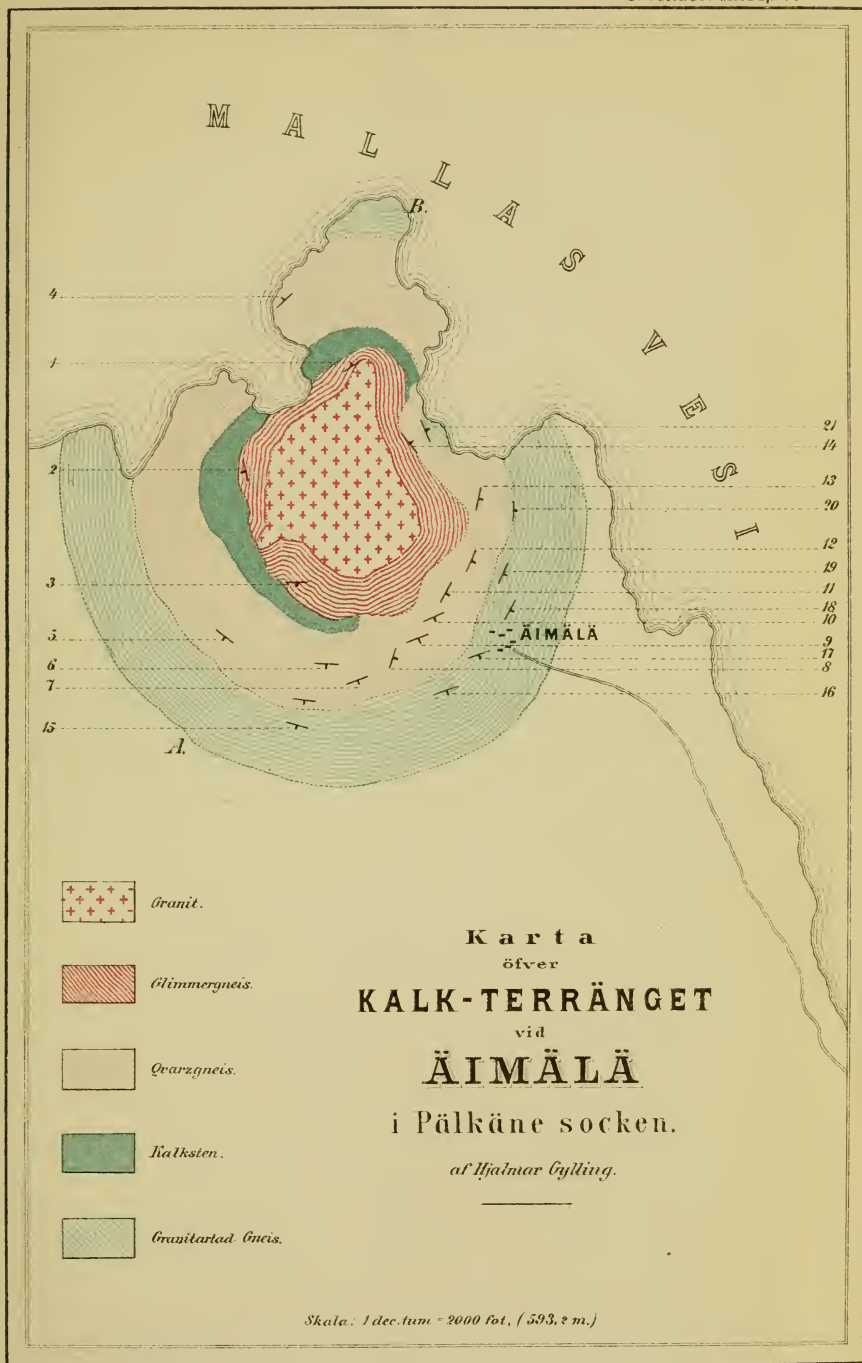 MALLASVESI
B.
4
1
21
14
2
13
20
12
3
19
11
18
10
5
ÄIMÄLÄ
9
6
17
8
7
16
15
A.
Granit.
Glimmergneis.
Qvarzgneis.
Kalksten.
Granitartad Gneis.
Karta
öfver
KALK-TERRÄNGET
vid
ÄIMÄLÄ
i Pälkäne socken.
af Hjalmar Gylling.
Skala: 1 dec.tum = 2000 fot, (593,8 m.)